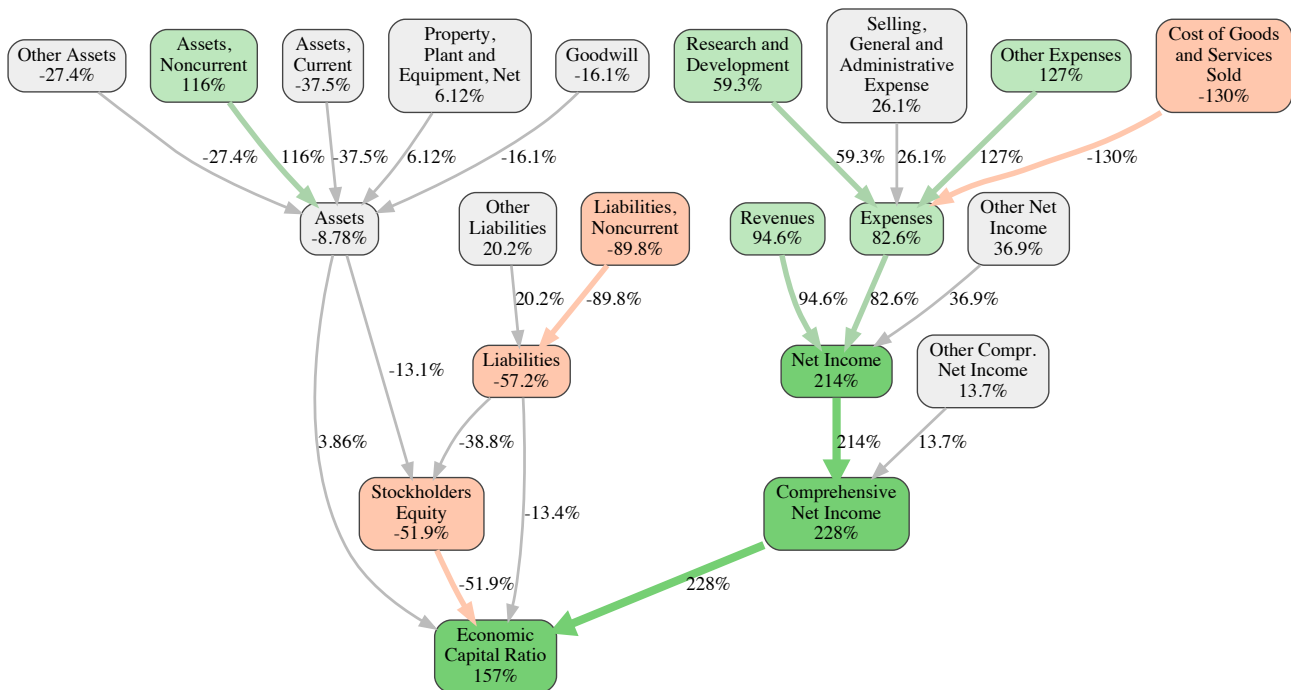 Other Assets
-27.4%
Assets,
Noncurrent
116%
Assets,
Current
-37.5%
Property,
Plant and
Equipment, Net
6.12%
Goodwill
-16.1%
Research and
Development
59.3%
Selling,
General and
Administrative
Expense
26.1%
Other Expenses
127%
Cost of Goods
and Services
Sold
-130%
-27.4%
116%
-37.5%
6.12%
-16.1%
59.3%
26.1%
127%
-130%
Assets
-8.78%
Other
Liabilities
20.2%
Liabilities,
Noncurrent
-89.8%
Revenues
94.6%
Expenses
82.6%
Other Net
Income
36.9%
20.2%
-89.8%
94.6%
82.6%
36.9%
Liabilities
-57.2%
Net Income
214%
Other Compr.
Net Income
13.7%
-13.1%
3.86%
-38.8%
214%
13.7%
Stockholders
Equity
-51.9%
-13.4%
Comprehensive
Net Income
228%
-51.9%
228%
Economic
Capital Ratio
157%